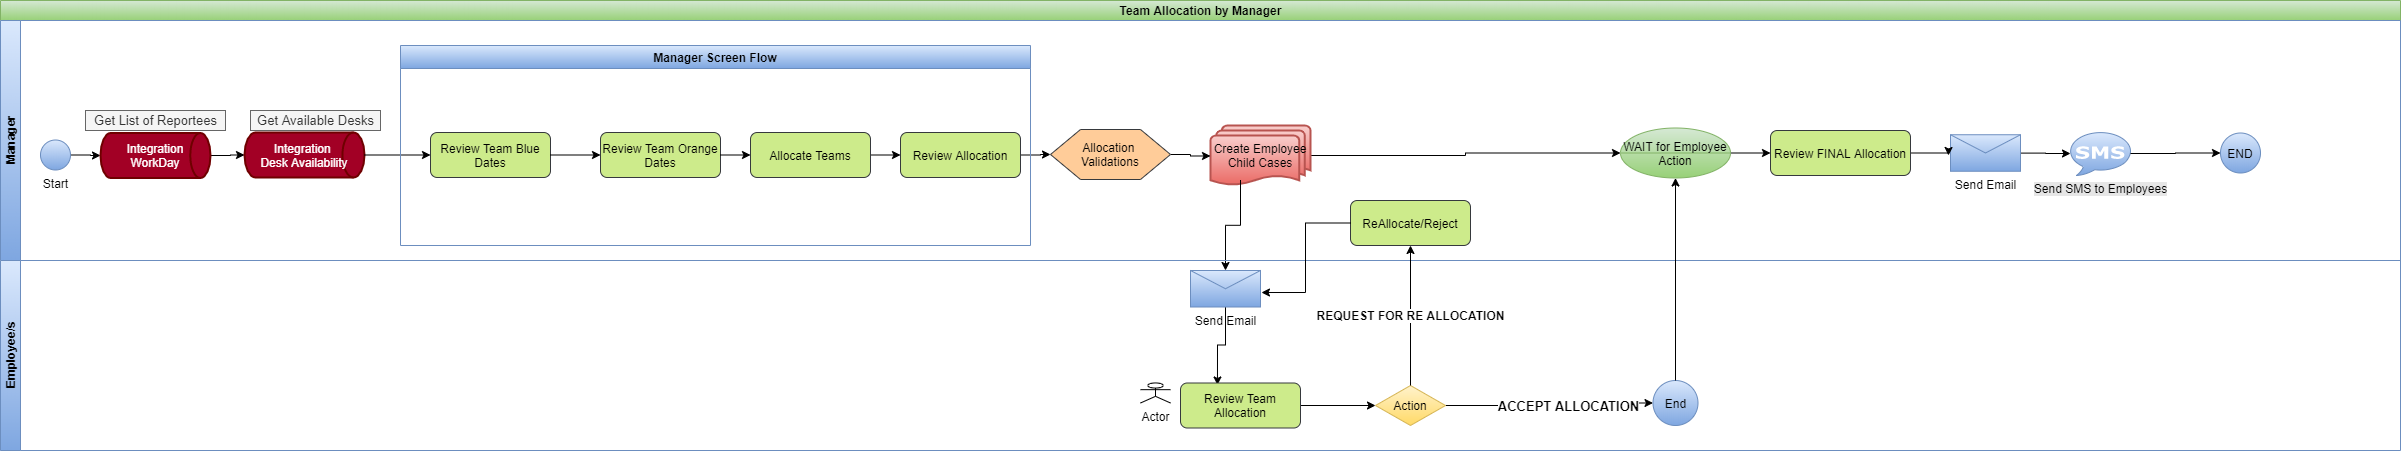 Team Allocation by Manager
Manager
Manager Screen Flow
Get List of Reportees
Get Available Desks
Start
Integration
WorkDay
Integration
Desk Availability
Review Team Blue
Dates
Review Team Orange
Dates
Allocate Teams
Review Allocation
Allocation
Validations
Create Employee
Child Cases
WAIT for Employee
Action
Review FINAL Allocation
Send Email
SMS
Send SMS to Employees
END
ReAllocate/Reject
Employee/s
Send Email
REQUEST FOR RE ALLOCATION
Actor
Review Team
Allocation
Action
ACCEPT ALLOCATION
End